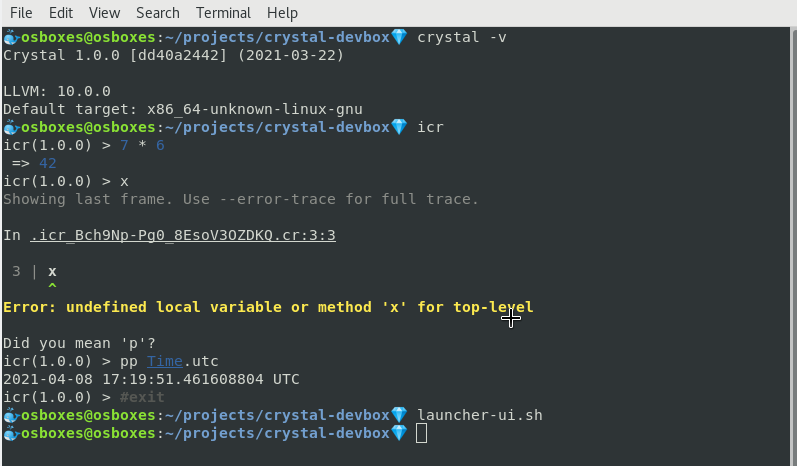 File Edit View Search Terminal Help
🐳osboxes@osboxes:~/projects/crystal-devbox💎 crystal -v
Crystal 1.0.0 [dd40a2442] (2021-03-22)

LLVM: 10.0.0
Default target: x86_64-unknown-linux-gnu
🐳osboxes@osboxes:~/projects/crystal-devbox💎 icr
icr(1.0.0) > 7 * 6
 => 42
icr(1.0.0) > x
Showing last frame. Use --error-trace for full trace.

In .icr_Bch9Np-Pg0_8EsoV3OZDKQ.cr:3:3

 3 | x
     ^
Error: undefined local variable or method 'x' for top-level

Did you mean 'p'?
icr(1.0.0) > pp Time.utc
2021-04-08 17:19:51.461608804 UTC
icr(1.0.0) > #exit
🐳osboxes@osboxes:~/projects/crystal-devbox💎 launcher-ui.sh
🐳osboxes@osboxes:~/projects/crystal-devbox💎